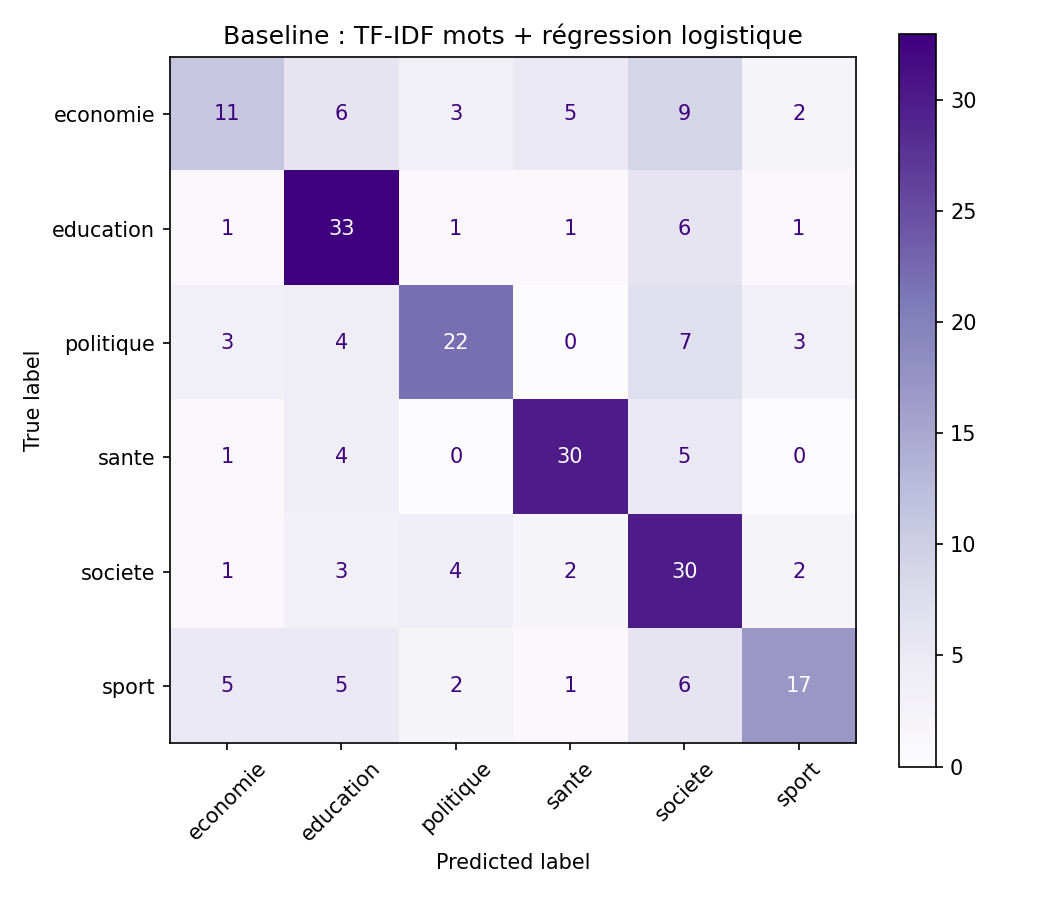 Baseline : TF-IDF mots + régression logistique
True label
economie 11 6 3 5 9 2
education 1 33 1 1 6 1
politique 3 4 22 0 7 3
sante 1 4 0 30 5 0
societe 1 3 4 2 30 2
sport 5 5 2 1 6 17
economie education politique sante societe sport
Predicted label
30
25
20
15
10
5
0